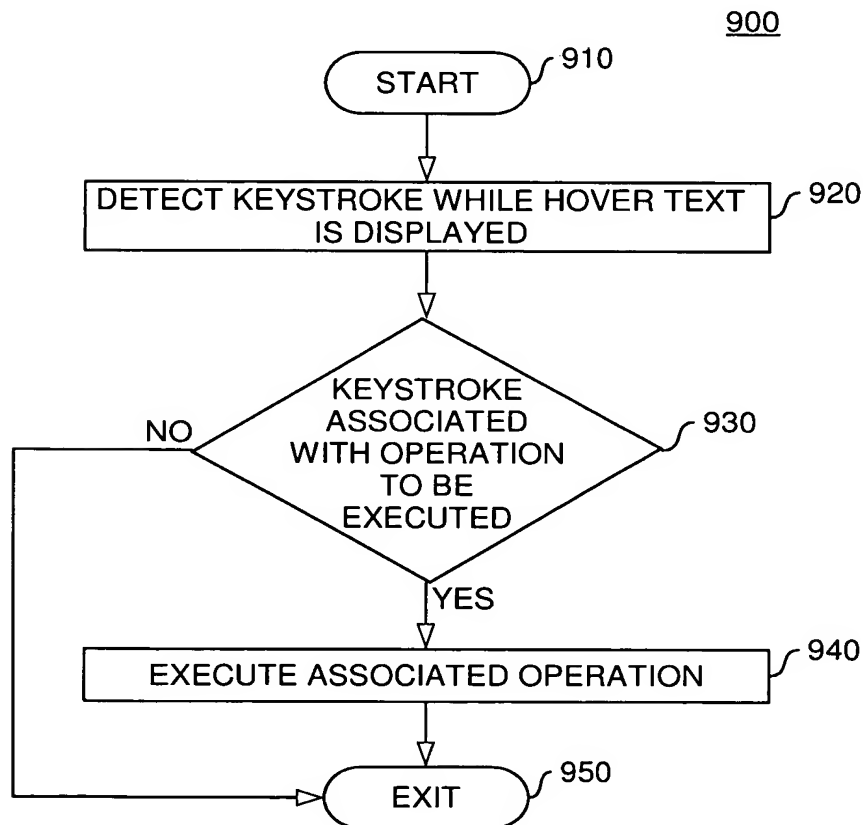 900
START
910
DETECT KEYSTROKE WHILE HOVER TEXT
IS DISPLAYED
920
KEYSTROKE
ASSOCIATED
WITH OPERATION
TO BE
EXECUTED
930
NO
YES
EXECUTE ASSOCIATED OPERATION
940
EXIT
950